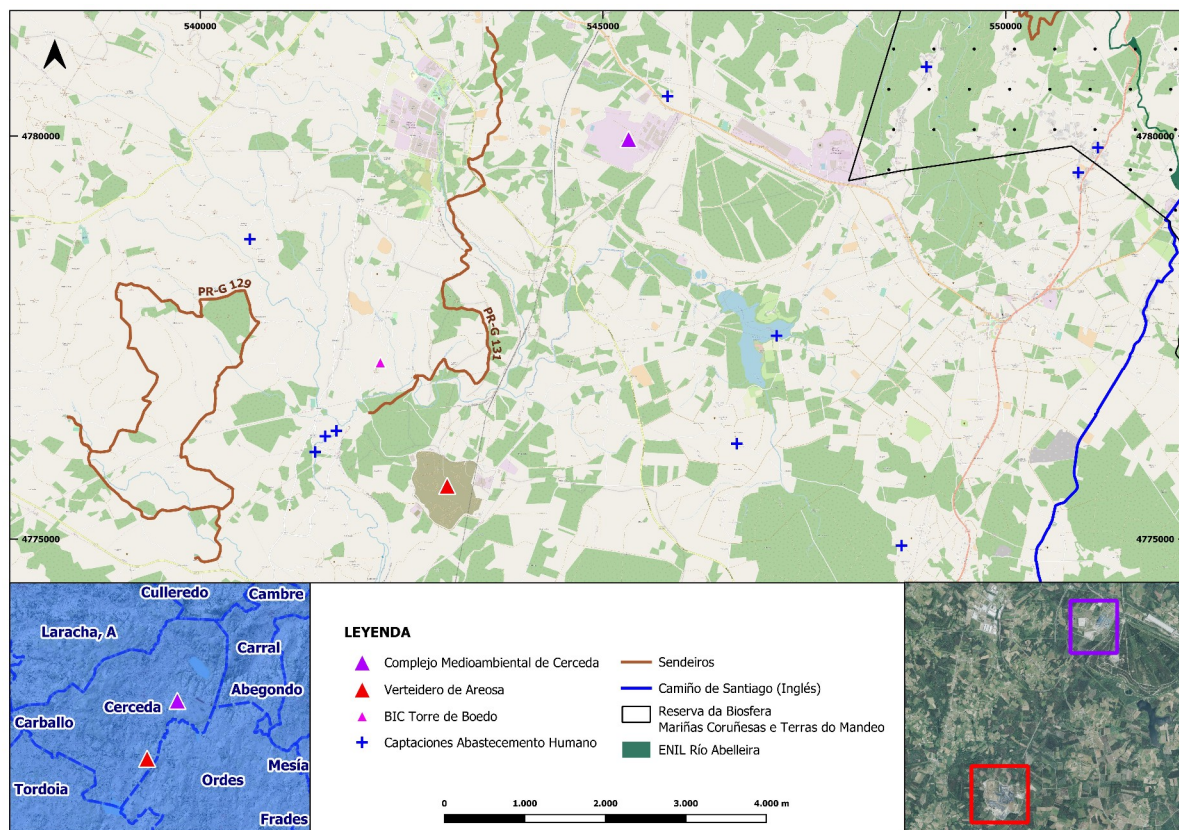 540000
545000
550000
4780000
4780000
PR-G 129
PR-G 131
4775000
4775000
Culleredo
Cambre
Laracha, A
Carral
Abegondo
Cerceda
Carballo
Mesía
Ordes
Tordoia
Frades
LEYENDA
Complejo Medioambiental de Cerceda
Verteidero de Areosa
BIC Torre de Boedo
Captaciones Abastecemento Humano
Sendeiros
Camiño de Santiago (Inglés)
Reserva da Biosfera
Mariñas Coruñesas e Terras do Mandeo
ENIL Río Abelleira
0 1.000 2.000 3.000 4.000 m